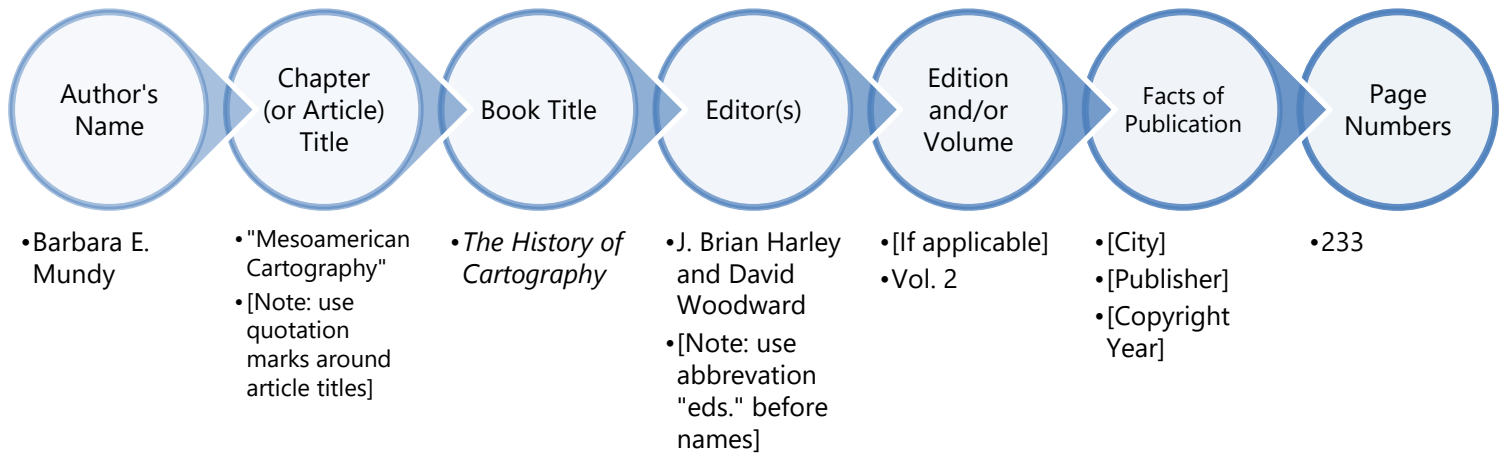 Author's
Name
Chapter
(or Article)
Title
Book Title
Editor(s)
Edition
and/or
Volume
Facts of
Publication
Page
Numbers
•Barbara E.
Mundy
•"Mesoamerican
Cartography"
•[Note: use
quotation
marks around
article titles]
•The History of
Cartography
•J. Brian Harley
and David
Woodward
•[Note: use
abbrevation
"eds." before
names]
•[If applicable]
•Vol. 2
•[City]
•[Publisher]
•[Copyright
Year]
•233